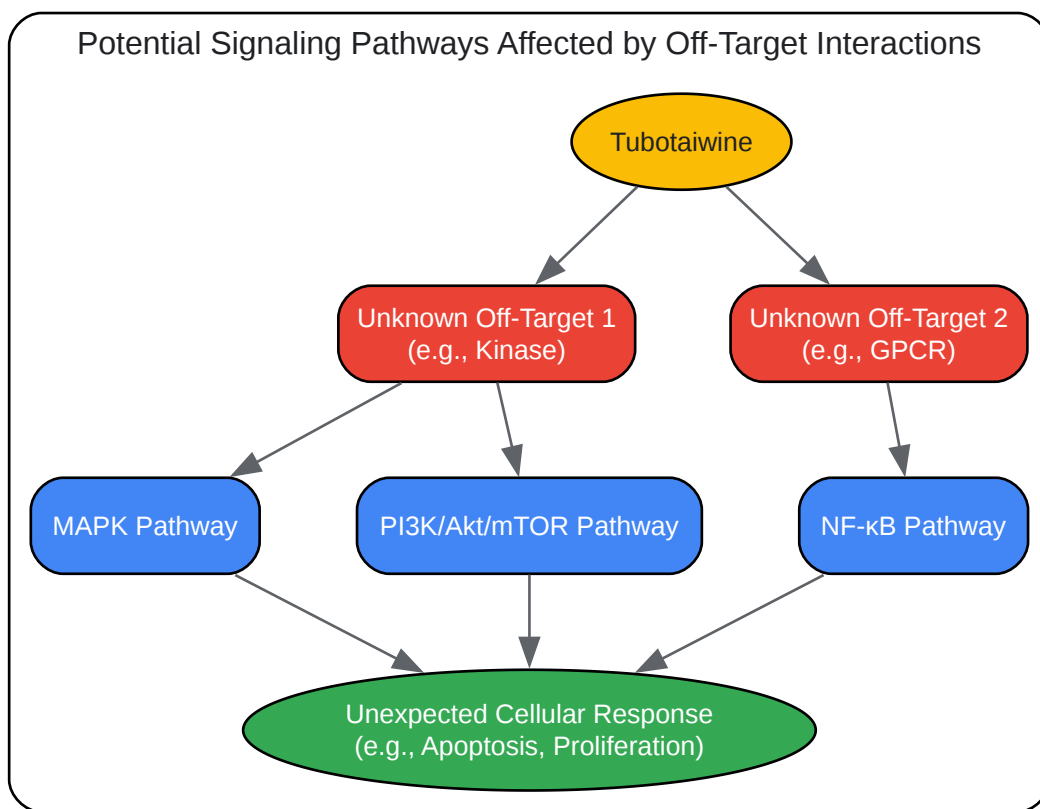 Potential Signaling Pathways Affected by Off-Target Interactions
Tubotaiwine
Unknown Off-Target 1
(e.g., Kinase)
Unknown Off-Target 2
(e.g., GPCR)
MAPK Pathway
PI3K/Akt/mTOR Pathway
NF-κB Pathway
Unexpected Cellular Response
(e.g., Apoptosis, Proliferation)